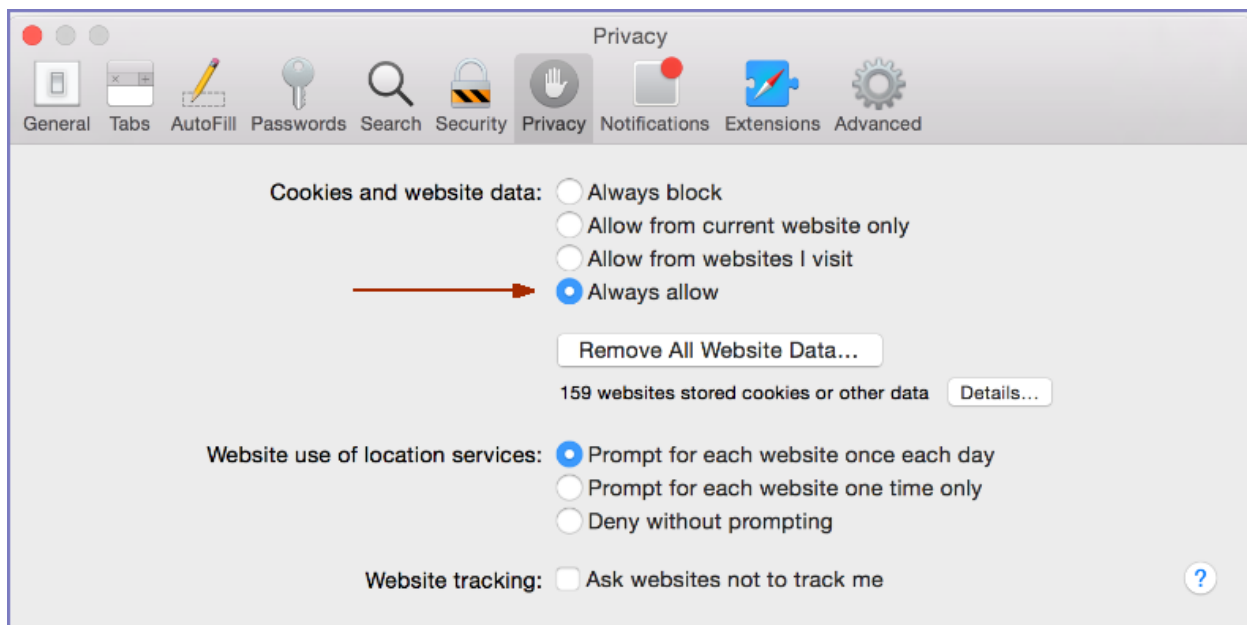 Privacy
General Tabs AutoFill Passwords Search Security Privacy Notifications Extensions Advanced
Cookies and website data: Always block
Allow from current website only
Allow from websites I visit
Always allow
Remove All Website Data...
159 websites stored cookies or other data Details...
Website use of location services: Prompt for each website once each day
Prompt for each website one time only
Deny without prompting
Website tracking: Ask websites not to track me ?